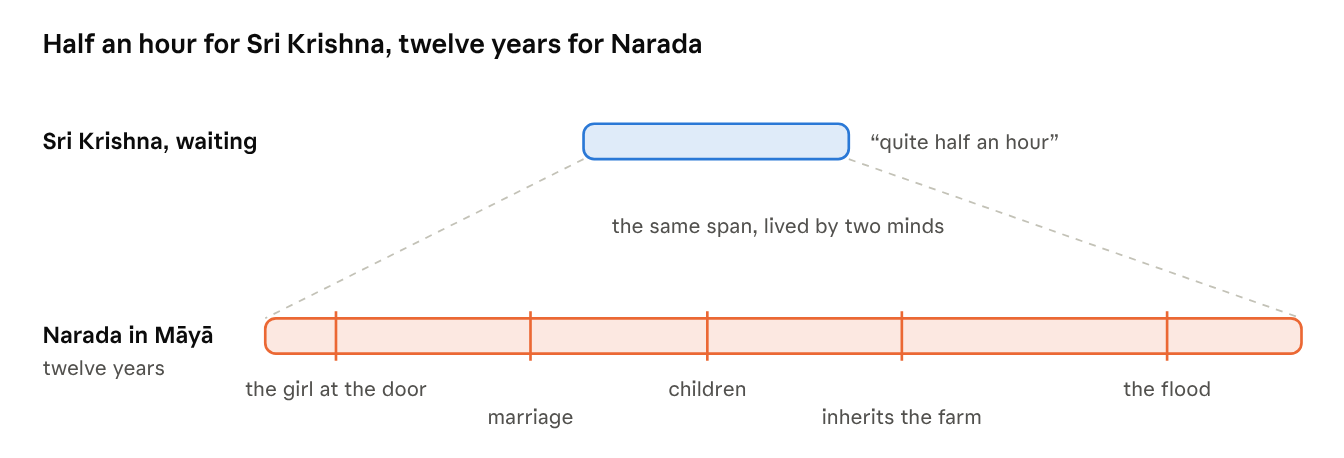 Half an hour for Sri Krishna, twelve years for Narada
Sri Krishna, waiting
“quite half an hour”
the same span, lived by two minds
Narada in Māyā
twelve years
the girl at the door
marriage
children
inherits the farm
the flood